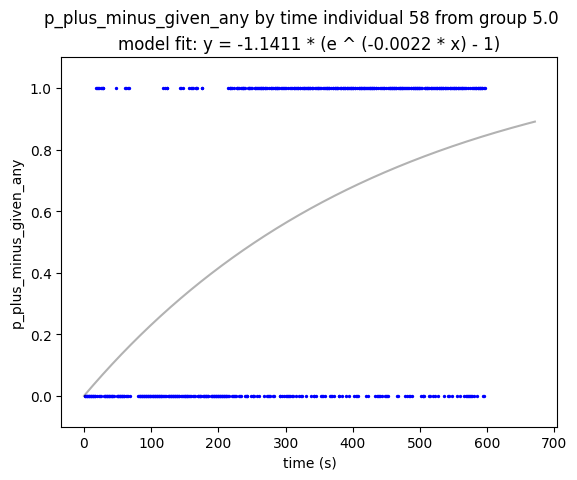 p_plus_minus_given_any by time individual 58 from group 5.0
model fit: y = -1.1411 * (e ^ (-0.0022 * x) - 1)
1.0
0.8
0.6
0.4
0.2
0.0
p_plus_minus_given_any
0 100 200 300 400 500 600 700
time (s)